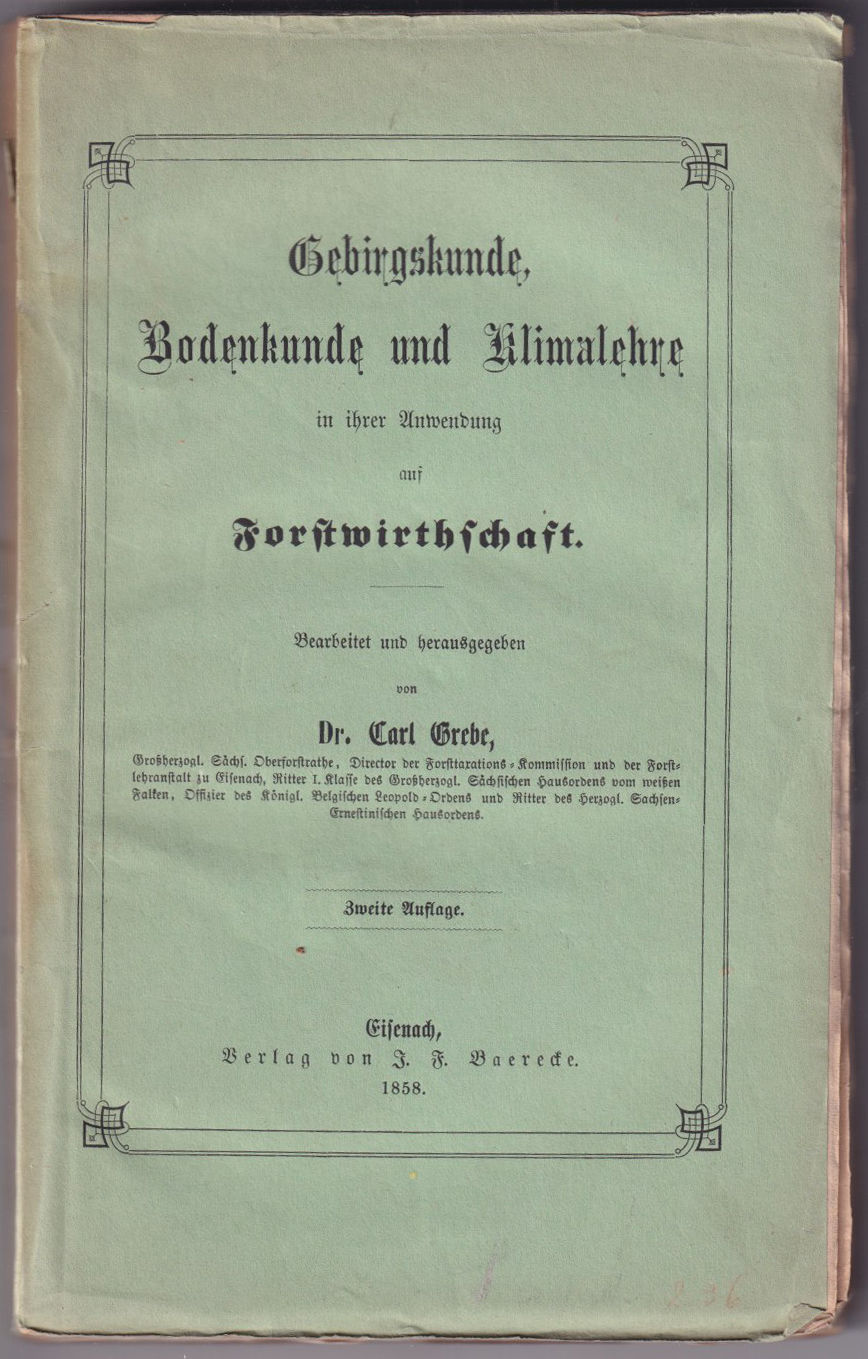 Gebirgskunde,
Bodenkunde und Klimalehre
in ihrer Anwendung
auf
Forstwirthschaft.
Bearbeitet und herausgegeben
von
Dr. Carl Grebe,
Großherzogl. Sächs. Oberforstrathe, Director der Forsttaxations-Kommission und der Forst-
lehranstalt zu Eisenach, Ritter I. Klasse des Großherzogl. Sächsischen Hausordens vom weißen
Falken, Offizier des Königl. Belgischen Leopold-Ordens und Ritter des Herzogl. Sachsen-
Ernestinischen Hausordens.
Zweite Auflage.
Eisenach,
Verlag von J. F. Baerecke.
1858.